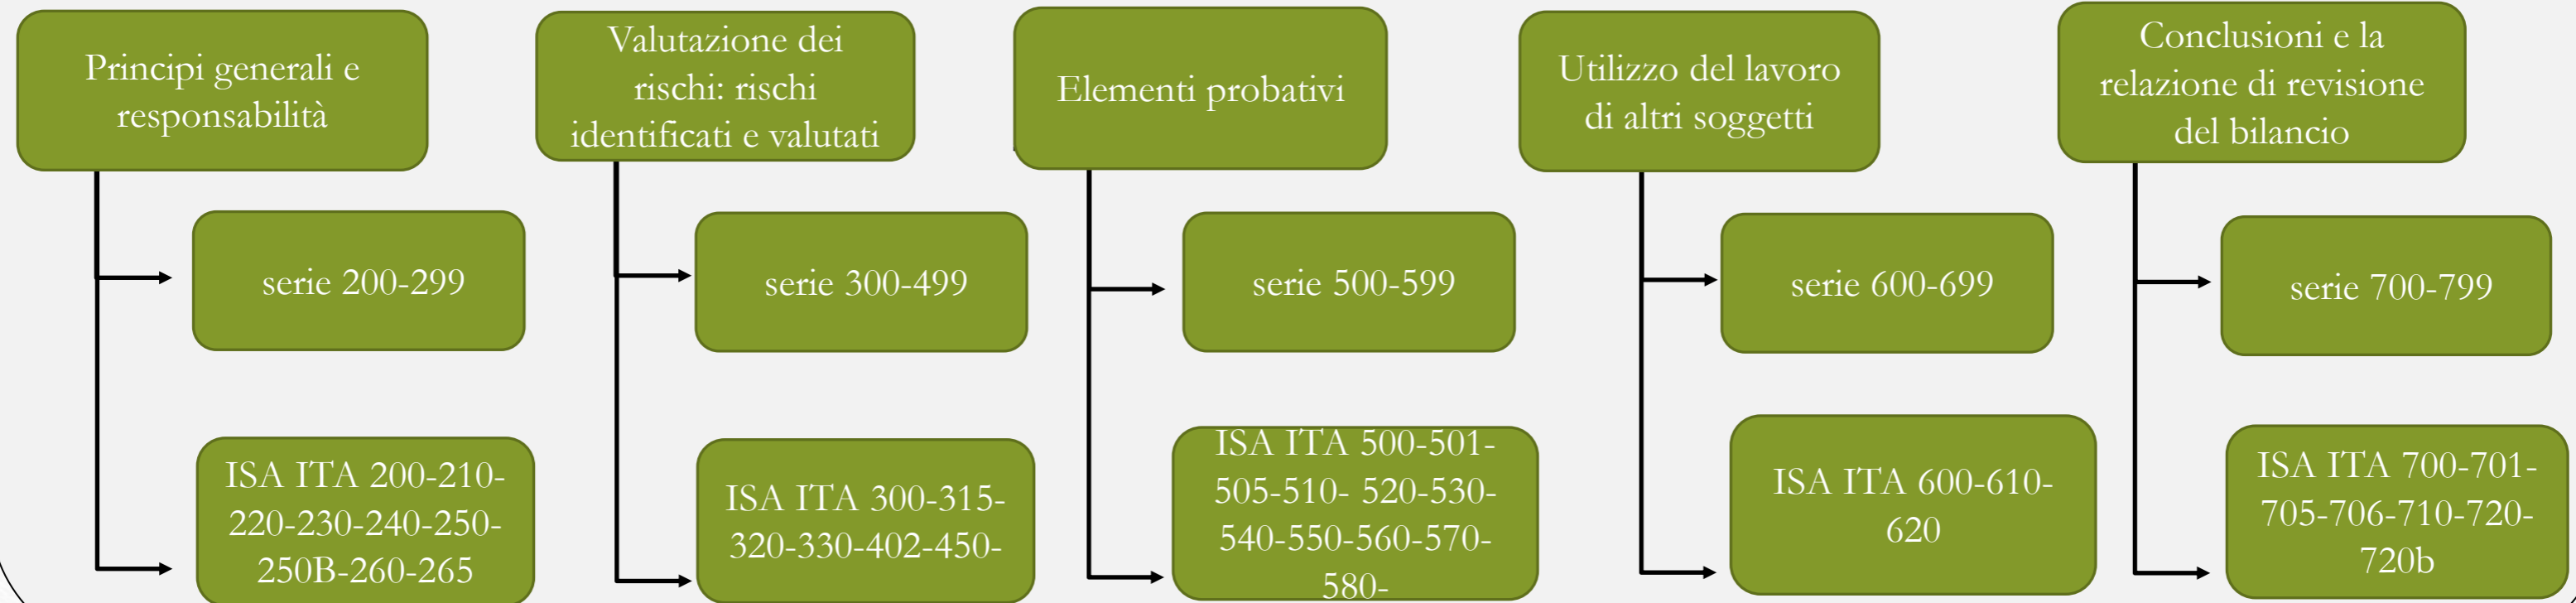 Principi generali e
responsabilità
Valutazione dei
rischi: rischi
identificati e valutati
Elementi probativi
Utilizzo del lavoro
di altri soggetti
Conclusioni e la
relazione di revisione
del bilancio
serie 200-299
serie 300-499
serie 500-599
serie 600-699
serie 700-799
ISA ITA 200-210-
220-230-240-250-
250B-260-265
ISA ITA 300-315-
320-330-402-450-
ISA ITA 500-501-
505-510- 520-530-
540-550-560-570-
580-
ISA ITA 600-610-
620
ISA ITA 700-701-
705-706-710-720-
720b